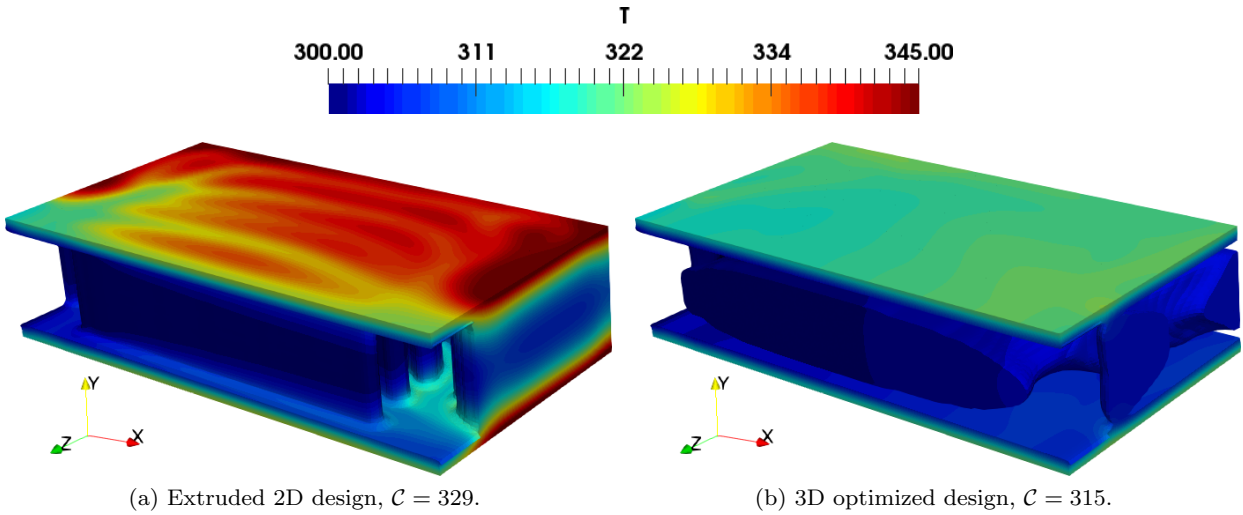 T
300.00 311 322 334 345.00
Y
Z X
Y
Z X
(a) Extruded 2D design, 𝒞 = 329.
(b) 3D optimized design, 𝒞 = 315.